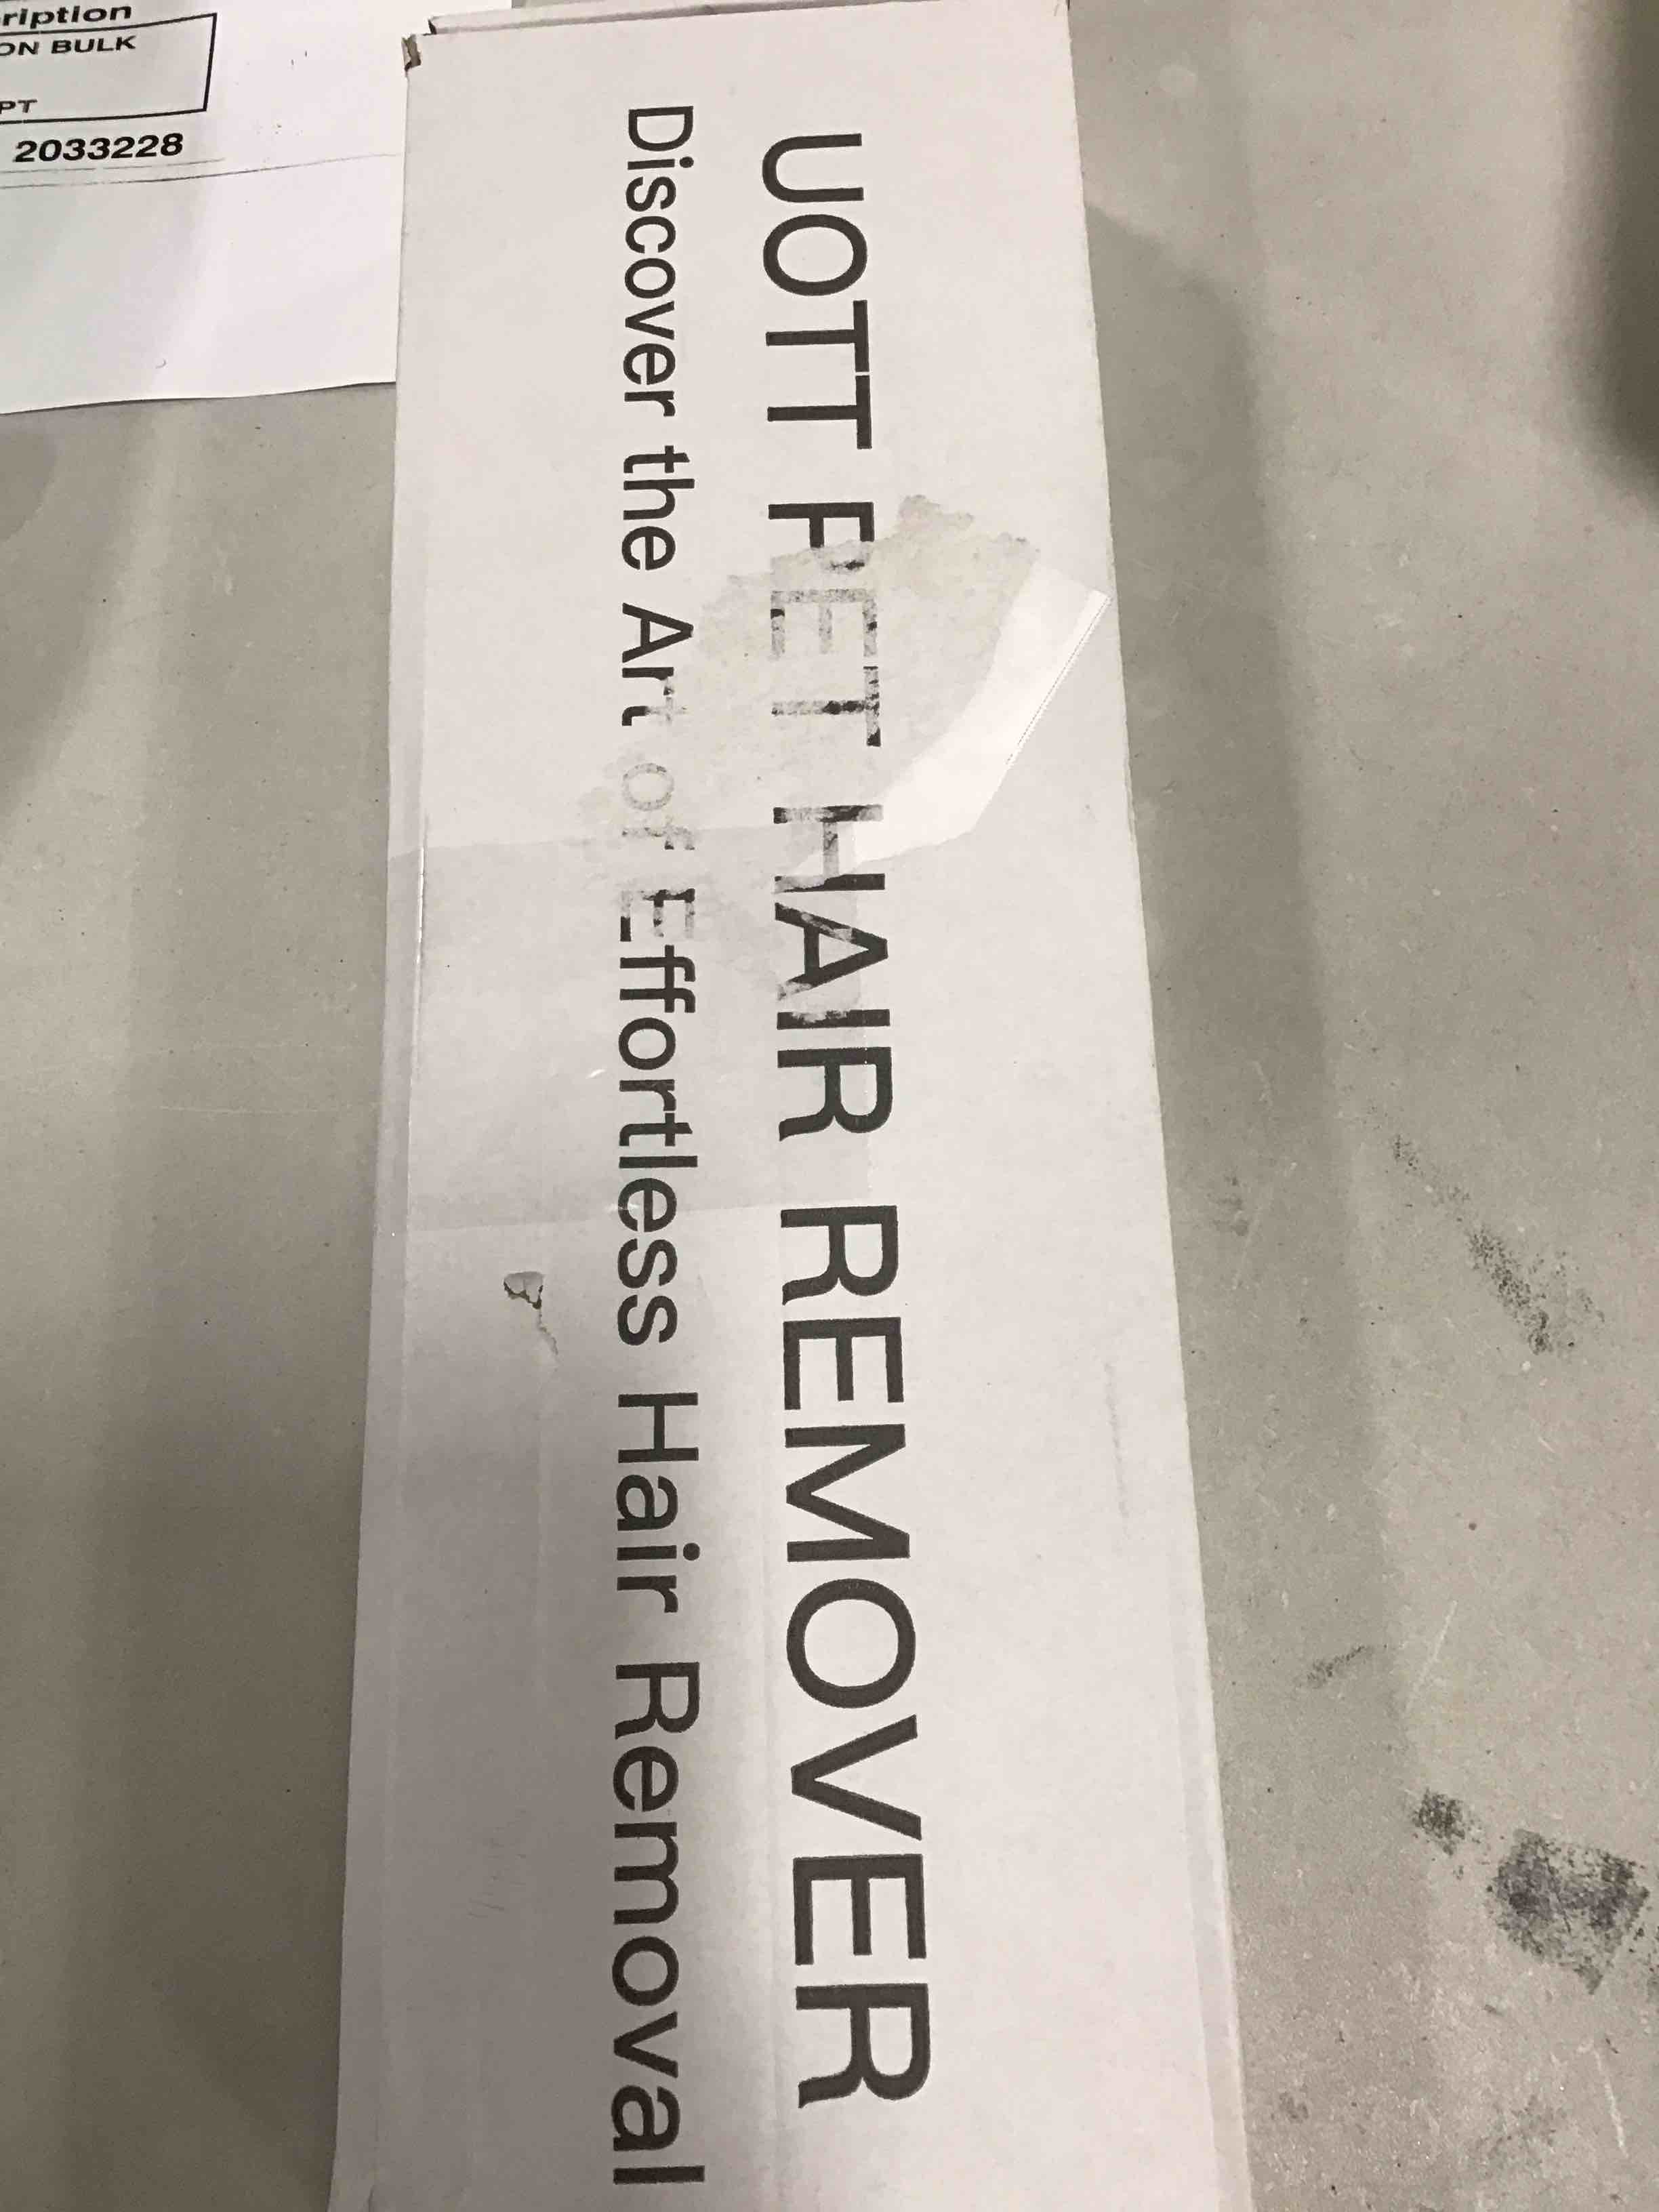 ription
ON BULK
PT
2033228
UOTT PET HAIR REMOVER
Discover the Art of Effortless Hair Removal